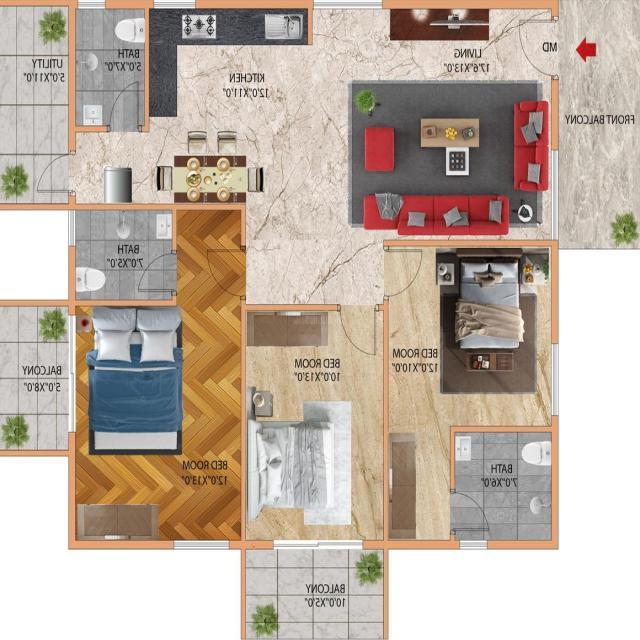 UTILITY
5'0"X11'0"
BATH
5'0"X7'0"
KITCHEN
12'0"X11'0"
LIVING
17'6"X13'0"
MD
FRONT BALCONY
BATH
7'0"X5'0"
BALCONY
5'0"X8'0"
BED ROOM
10'0"X13'0"
BED ROOM
12'0"X10'0"
BED ROOM
12'0"X13'0"
BATH
7'0"X6'0"
BALCONY
10'0"X5'0"